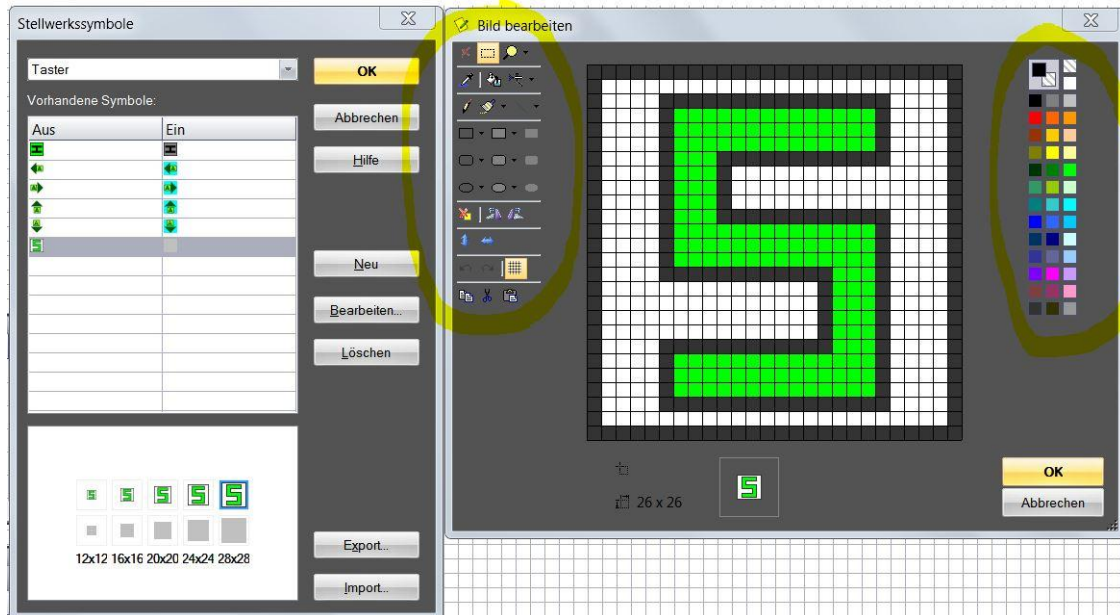 Stellwerkssymbole
Taster
Vorhandene Symbole:
Aus Ein
12x12 16x16 20x20 24x24 28x28
OK
Abbrechen
Hilfe
Neu
Bearbeiten...
Löschen
Export...
Import...
Bild bearbeiten
S
26 x 26
S
OK
Abbrechen